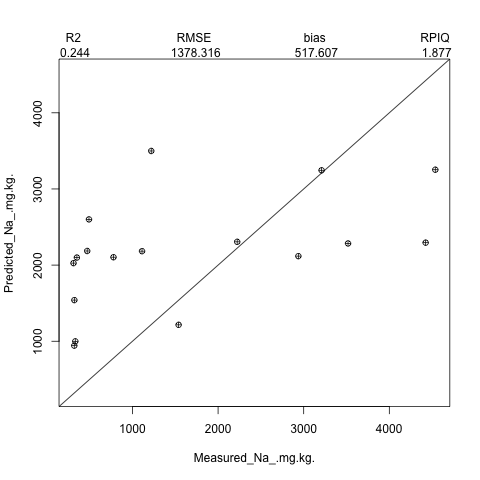 R2 RMSE bias RPIQ
0.244 1378.316 517.607 1.877
4000
3000
2000
1000
Predicted_Na_.mg.kg.
1000 2000 3000 4000
Measured_Na_.mg.kg.